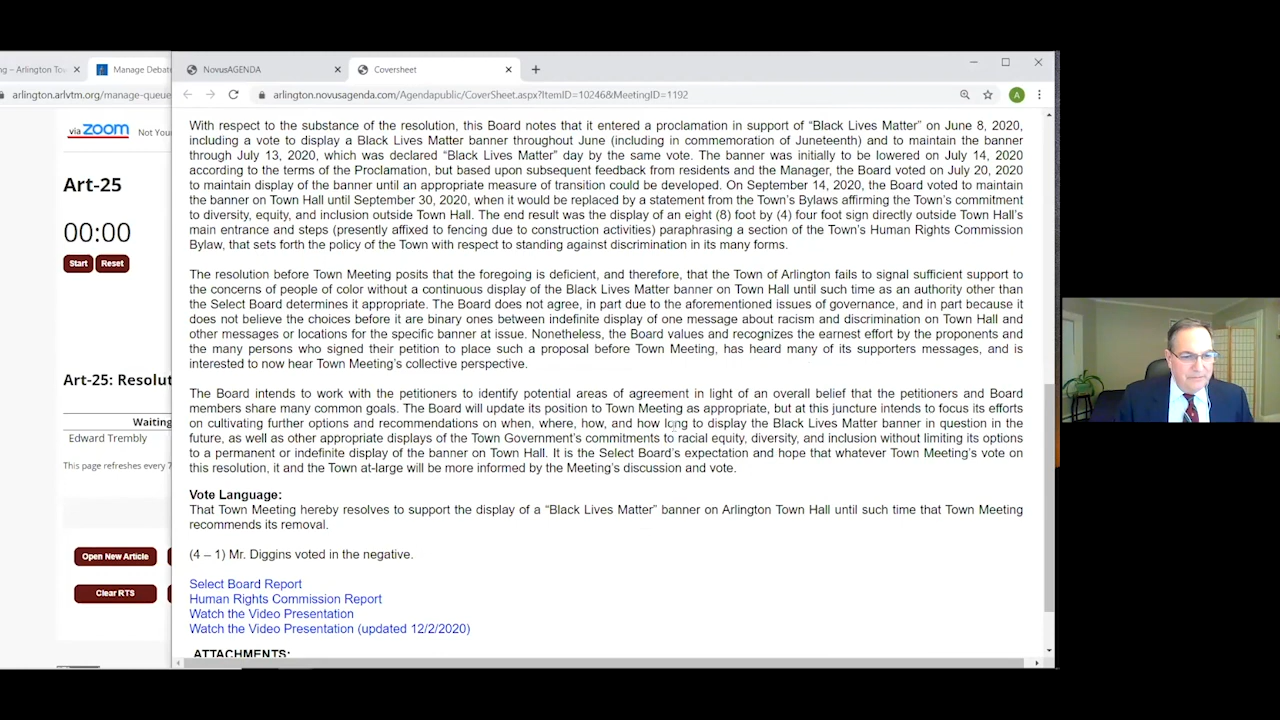 NovusAGENDA
Coversheet
g – Arlington To
Manage Debat
arlington.arlvtm.org/manage-queue
arlington.novusagenda.com/Agendapublic/CoverSheet.aspx?ItemID=10246&MeetingID=1192
A
via zoom Not You
Art-25
00:00
Start Reset
Art-25: Resolut
Waiting
Edward Trembly
This page refreshes every 7
Open New Article
Clear RTS
With respect to the substance of the resolution, this Board notes that it entered a proclamation in support of “Black Lives Matter” on June 8, 2020,
including a vote to display a Black Lives Matter banner throughout June (including in commemoration of Juneteenth) and to maintain the banner
through July 13, 2020, which was declared “Black Lives Matter” day by the same vote. The banner was initially to be lowered on July 14, 2020
according to the terms of the Proclamation, but based upon subsequent feedback from residents and the Manager, the Board voted on July 20, 2020
to maintain display of the banner until an appropriate measure of transition could be developed. On September 14, 2020, the Board voted to maintain
the banner on Town Hall until September 30, 2020, when it would be replaced by a statement from the Town’s Bylaws affirming the Town’s commitment
to diversity, equity, and inclusion outside Town Hall. The end result was the display of an eight (8) foot by (4) four foot sign directly outside Town Hall’s
main entrance and steps (presently affixed to fencing due to construction activities) paraphrasing a section of the Town’s Human Rights Commission
Bylaw, that sets forth the policy of the Town with respect to standing against discrimination in its many forms.
The resolution before Town Meeting posits that the foregoing is deficient, and therefore, that the Town of Arlington fails to signal sufficient support to
the concerns of people of color without a continuous display of the Black Lives Matter banner on Town Hall until such time as an authority other than
the Select Board determines it appropriate. The Board does not agree, in part due to the aforementioned issues of governance, and in part because it
does not believe the choices before it are binary ones between indefinite display of one message about racism and discrimination on Town Hall and
other messages or locations for the specific banner at issue. Nonetheless, the Board values and recognizes the earnest effort by the proponents and
the many persons who signed their petition to place such a proposal before Town Meeting, has heard many of its supporters messages, and is
interested to now hear Town Meeting’s collective perspective.
The Board intends to work with the petitioners to identify potential areas of agreement in light of an overall belief that the petitioners and Board
members share many common goals. The Board will update its position to Town Meeting as appropriate, but at this juncture intends to focus its efforts
on cultivating further options and recommendations on when, where, how, and how long to display the Black Lives Matter banner in question in the
future, as well as other appropriate displays of the Town Government’s commitments to racial equity, diversity, and inclusion without limiting its options
to a permanent or indefinite display of the banner on Town Hall. It is the Select Board’s expectation and hope that whatever Town Meeting’s vote on
this resolution, it and the Town at-large will be more informed by the Meeting’s discussion and vote.
Vote Language:
That Town Meeting hereby resolves to support the display of a “Black Lives Matter” banner on Arlington Town Hall until such time that Town Meeting
recommends its removal.
(4 – 1) Mr. Diggins voted in the negative.
Select Board Report
Human Rights Commission Report
Watch the Video Presentation
Watch the Video Presentation (updated 12/2/2020)
ATTACHMENTS: